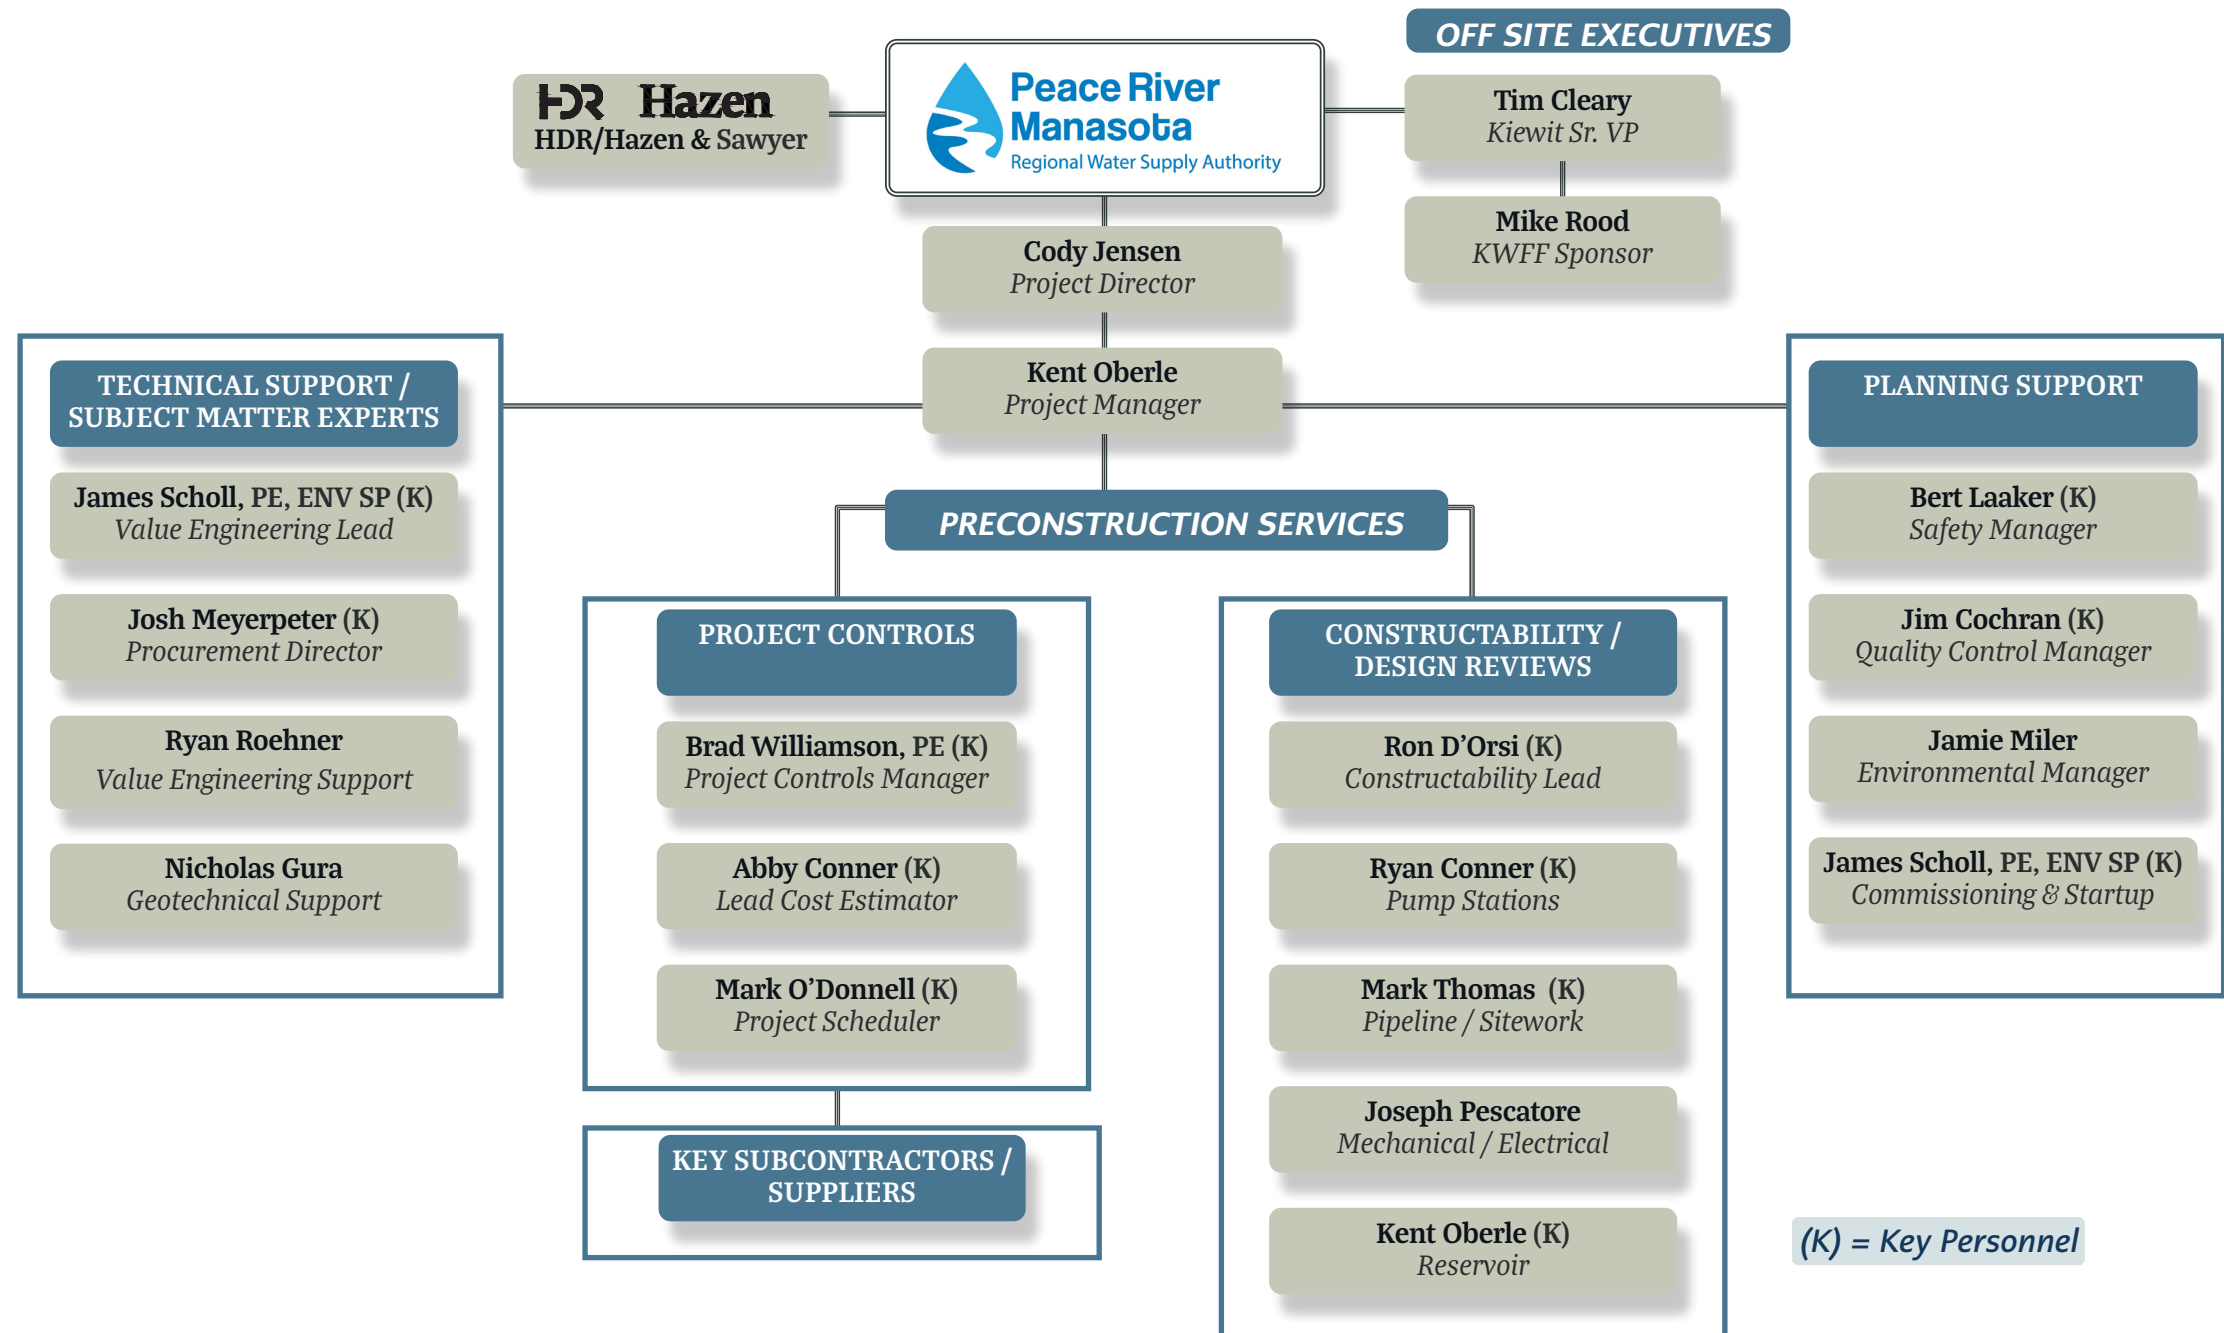 OFF SITE EXECUTIVES
HDR Hazen
HDR/Hazen & Sawyer
Peace River
Manasota
Regional Water Supply Authority
Tim Cleary
Kiewit Sr. VP
Mike Rood
KWFF Sponsor
Cody Jensen
Project Director
Kent Oberle
Project Manager
TECHNICAL SUPPORT /
SUBJECT MATTER EXPERTS
James Scholl, PE, ENV SP (K)
Value Engineering Lead
Josh Meyerpeter (K)
Procurement Director
Ryan Roehner
Value Engineering Support
Nicholas Gura
Geotechnical Support
PRECONSTRUCTION SERVICES
PROJECT CONTROLS
Brad Williamson, PE (K)
Project Controls Manager
Abby Conner (K)
Lead Cost Estimator
Mark O’Donnell (K)
Project Scheduler
KEY SUBCONTRACTORS /
SUPPLIERS
CONSTRUCTABILITY /
DESIGN REVIEWS
Ron D’Orsi (K)
Constructability Lead
Ryan Conner (K)
Pump Stations
Mark Thomas (K)
Pipeline / Sitework
Joseph Pescatore
Mechanical / Electrical
Kent Oberle (K)
Reservoir
PLANNING SUPPORT
Bert Laaker (K)
Safety Manager
Jim Cochran (K)
Quality Control Manager
Jamie Miler
Environmental Manager
James Scholl, PE, ENV SP (K)
Commissioning & Startup
(K) = Key Personnel